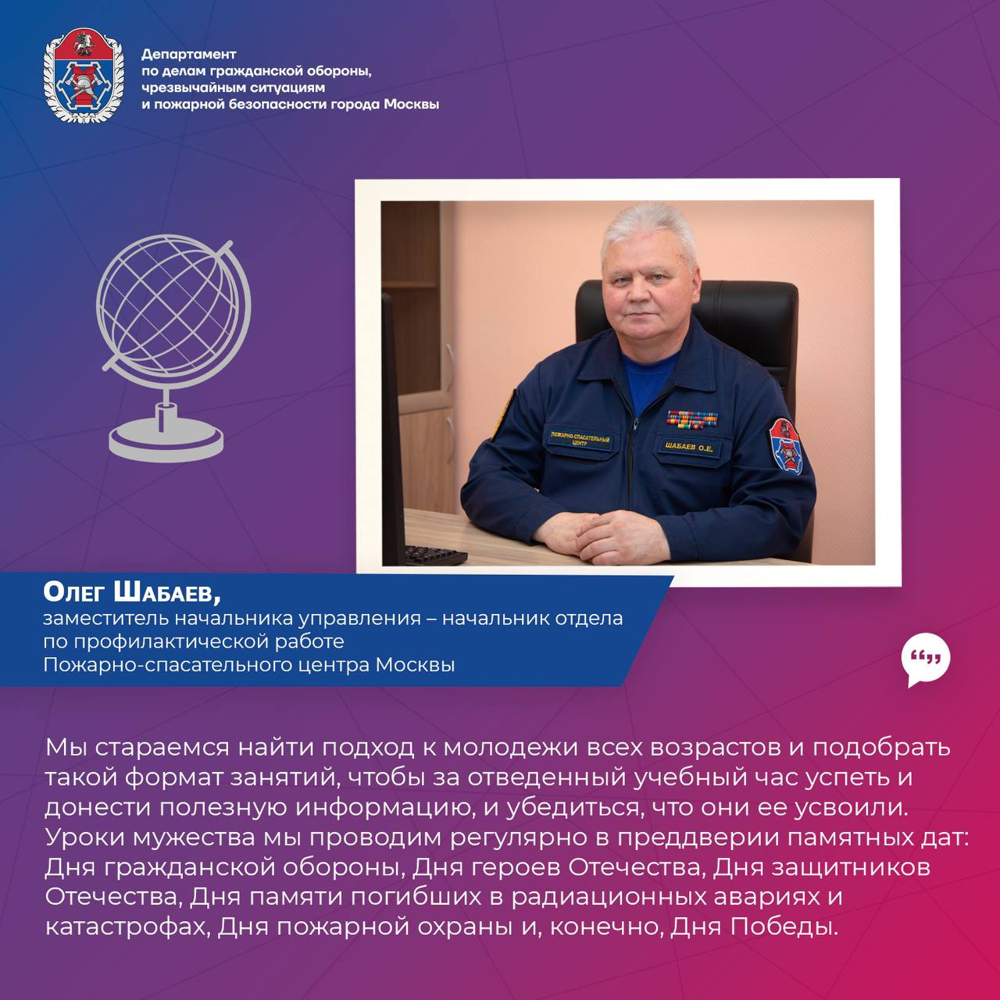 Департамент
по делам гражданской обороны,
чрезвычайным ситуациям
и пожарной безопасности города Москвы
ПОЖАРНО-СПАСАТЕЛЬНЫЙ
ЦЕНТР
ШАБАЕВ О.Е.
Олег Шабаев,
заместитель начальника управления – начальник отдела
по профилактической работе
Пожарно-спасательного центра Москвы
Мы стараемся найти подход к молодежи всех возрастов и подобрать
такой формат занятий, чтобы за отведенный учебный час успеть и
донести полезную информацию, и убедиться, что они ее усвоили.
Уроки мужества мы проводим регулярно в преддверии памятных дат:
Дня гражданской обороны, Дня героев Отечества, Дня защитников
Отечества, Дня памяти погибших в радиационных авариях и
катастрофах, Дня пожарной охраны и, конечно, Дня Победы.